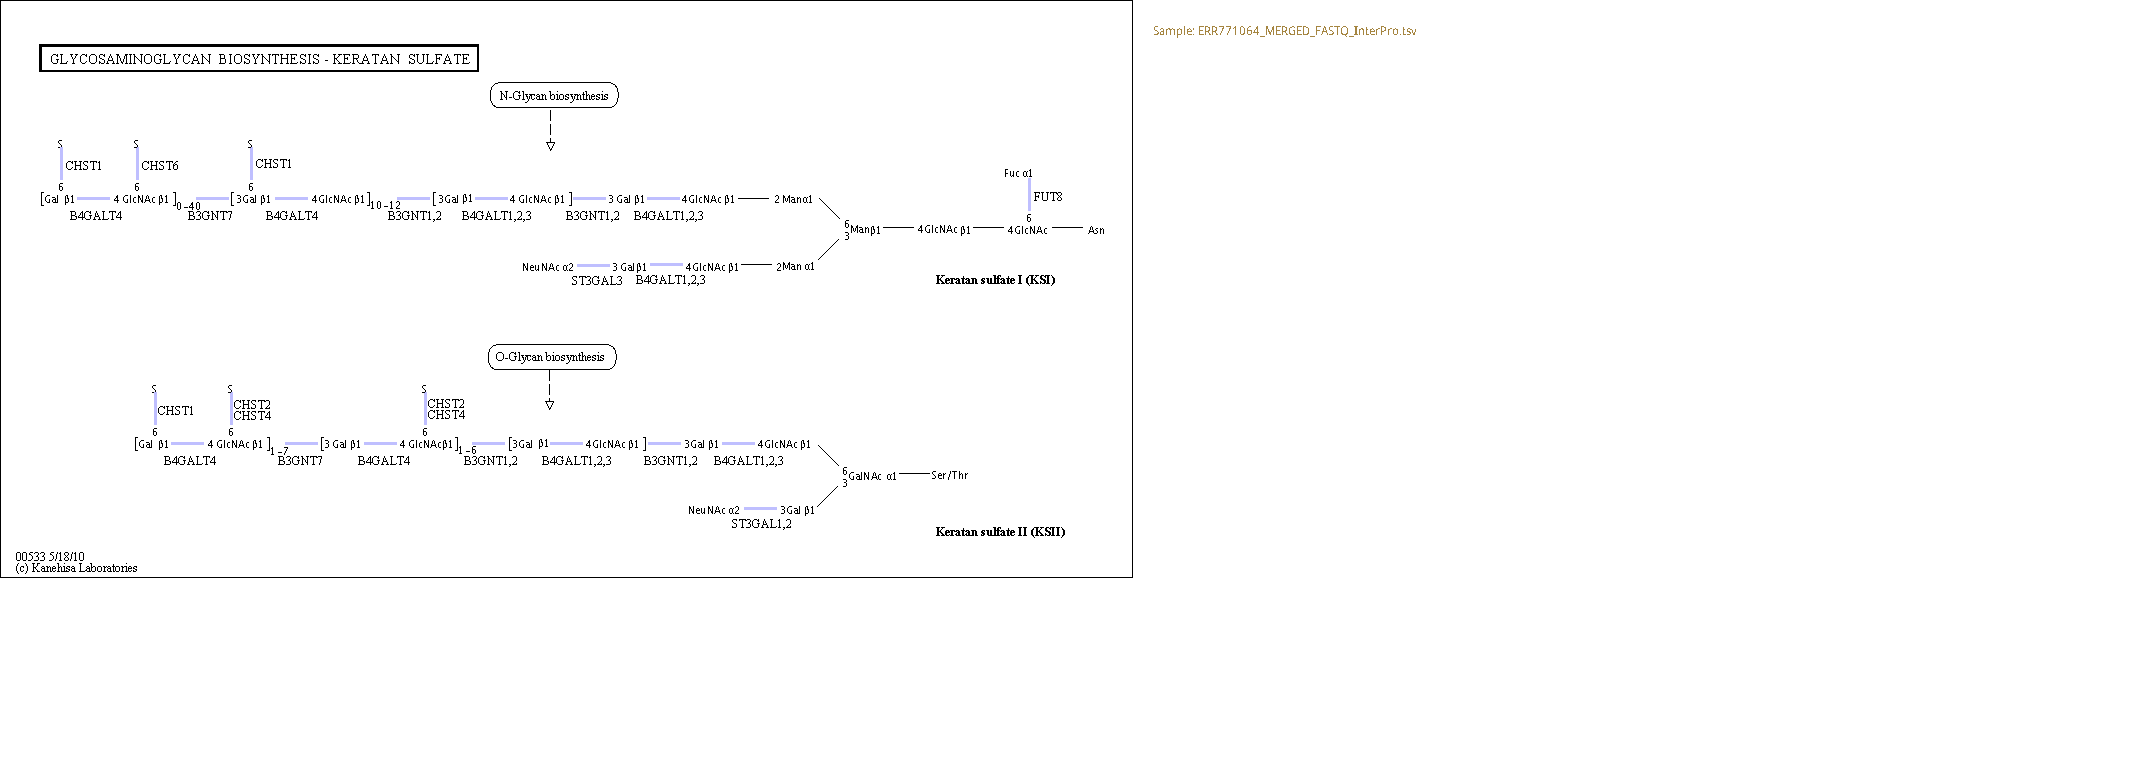 Sample: ERR771064_MERGED_FASTQ_InterPro.tsv
GLYCOSAMINOGLYCAN BIOSYNTHESIS - KERATAN SULFATE
N-Glycan biosynthesis
S S S
CHST1 CHST6 CHST1
Fuc α1
6 6 6
FUT8
[Gal β1 4 GlcNAc β1]0-40 [3Gal β1 4GlcNAc β1]10-12 [3Gal β1 4 GlcNAc β1] 3 Gal β1 4GlcNAc β1 2 Manα1
B4GALT4 B3GNT7 B4GALT4 B3GNT1,2 B4GALT1,2,3 B3GNT1,2 B4GALT1,2,3
6
6 3 Manβ1 4GlcNAc β1 4GlcNAc Asn
NeuNAc α2 3 Galβ1 4GlcNAc β1 2Man α1
ST3GAL3 B4GALT1,2,3
Keratan sulfate I (KSI)
O-Glycan biosynthesis
S S S
CHST1 CHST2 CHST4 CHST2 CHST4
6 6 6
[Gal β1 4 GlcNAc β1]1-7 [3 Gal β1 4 GlcNAcβ1]1-6 [3Gal β1 4GlcNAc β1] 3Gal β1 4GlcNAc β1
B4GALT4 B3GNT7 B4GALT4 B3GNT1,2 B4GALT1,2,3 B3GNT1,2 B4GALT1,2,3
6 3 GalNAc α1 Ser/Thr
NeuNAc α2 3Gal β1
ST3GAL1,2
Keratan sulfate II (KSII)
00533 5/18/10
(c) Kanehisa Laboratories